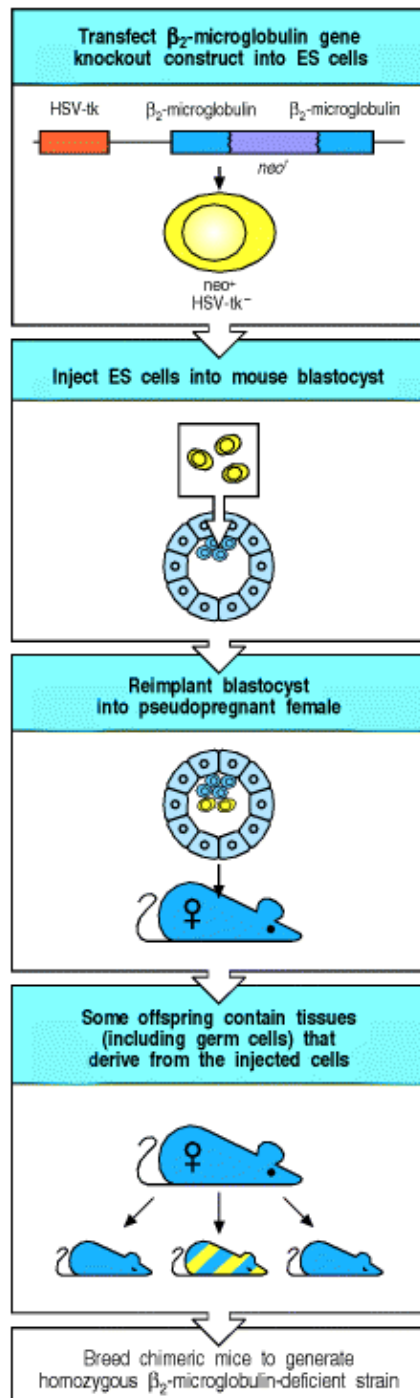 Transfect β₂-microglobulin gene
knockout construct into ES cells
HSV-tk β₂-microglobulin β₂-microglobulin
neoʳ
neo⁺
HSV-tk⁻
Inject ES cells into mouse blastocyst
Reimplant blastocyst
into pseudopregnant female
♀
Some offspring contain tissues
(including germ cells) that
derive from the injected cells
♀
Breed chimeric mice to generate
homozygous β₂-microglobulin-deficient strain